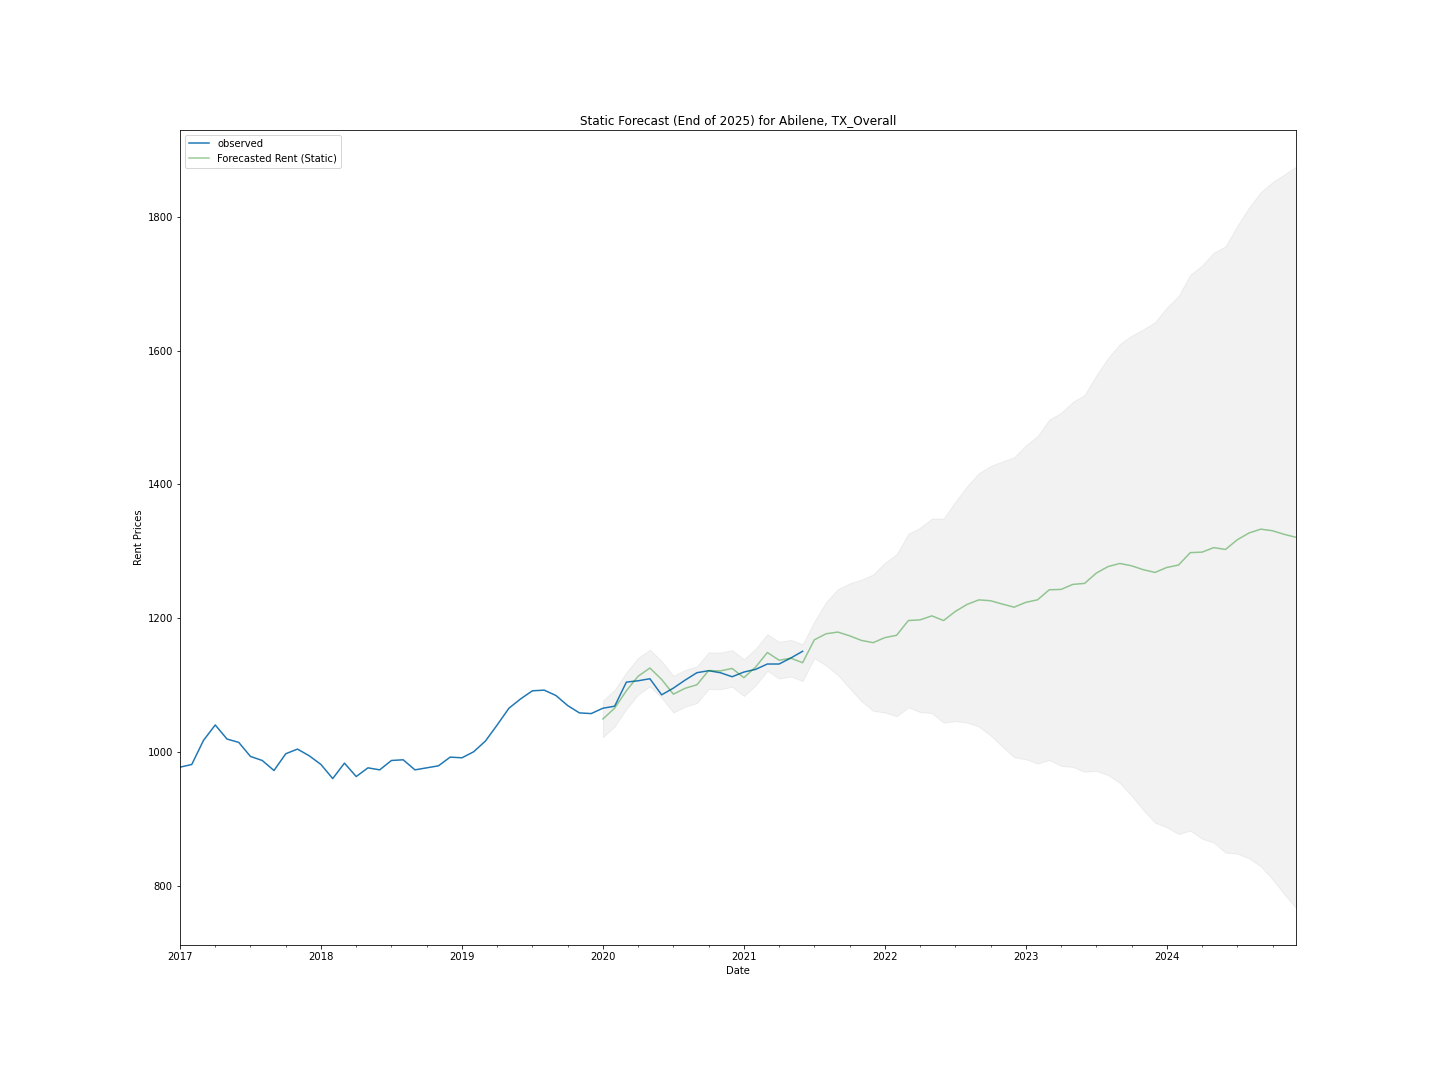 Static Forecast (End of 2025) for Abilene, TX_Overall
observed
Forecasted Rent (Static)
1800
1600
1400
1200
1000
800
Rent Prices
2017 2018 2019 2020 2021 2022 2023 2024
Date